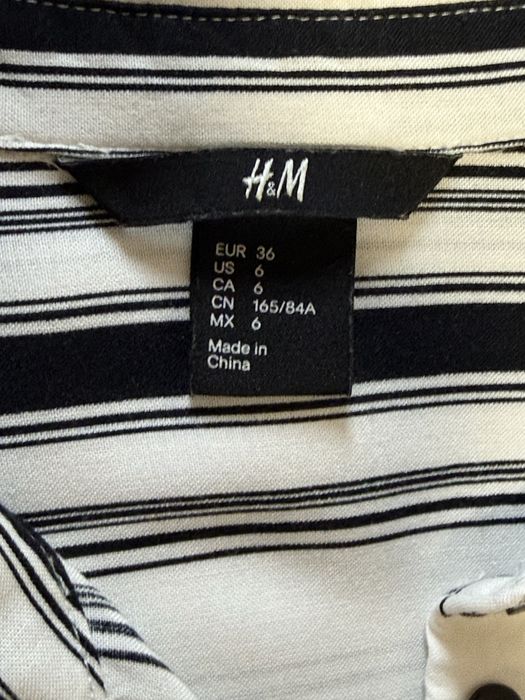 H&M
EUR 36
US 6
CA 6
CN 165/84A
MX 6
Made in
China